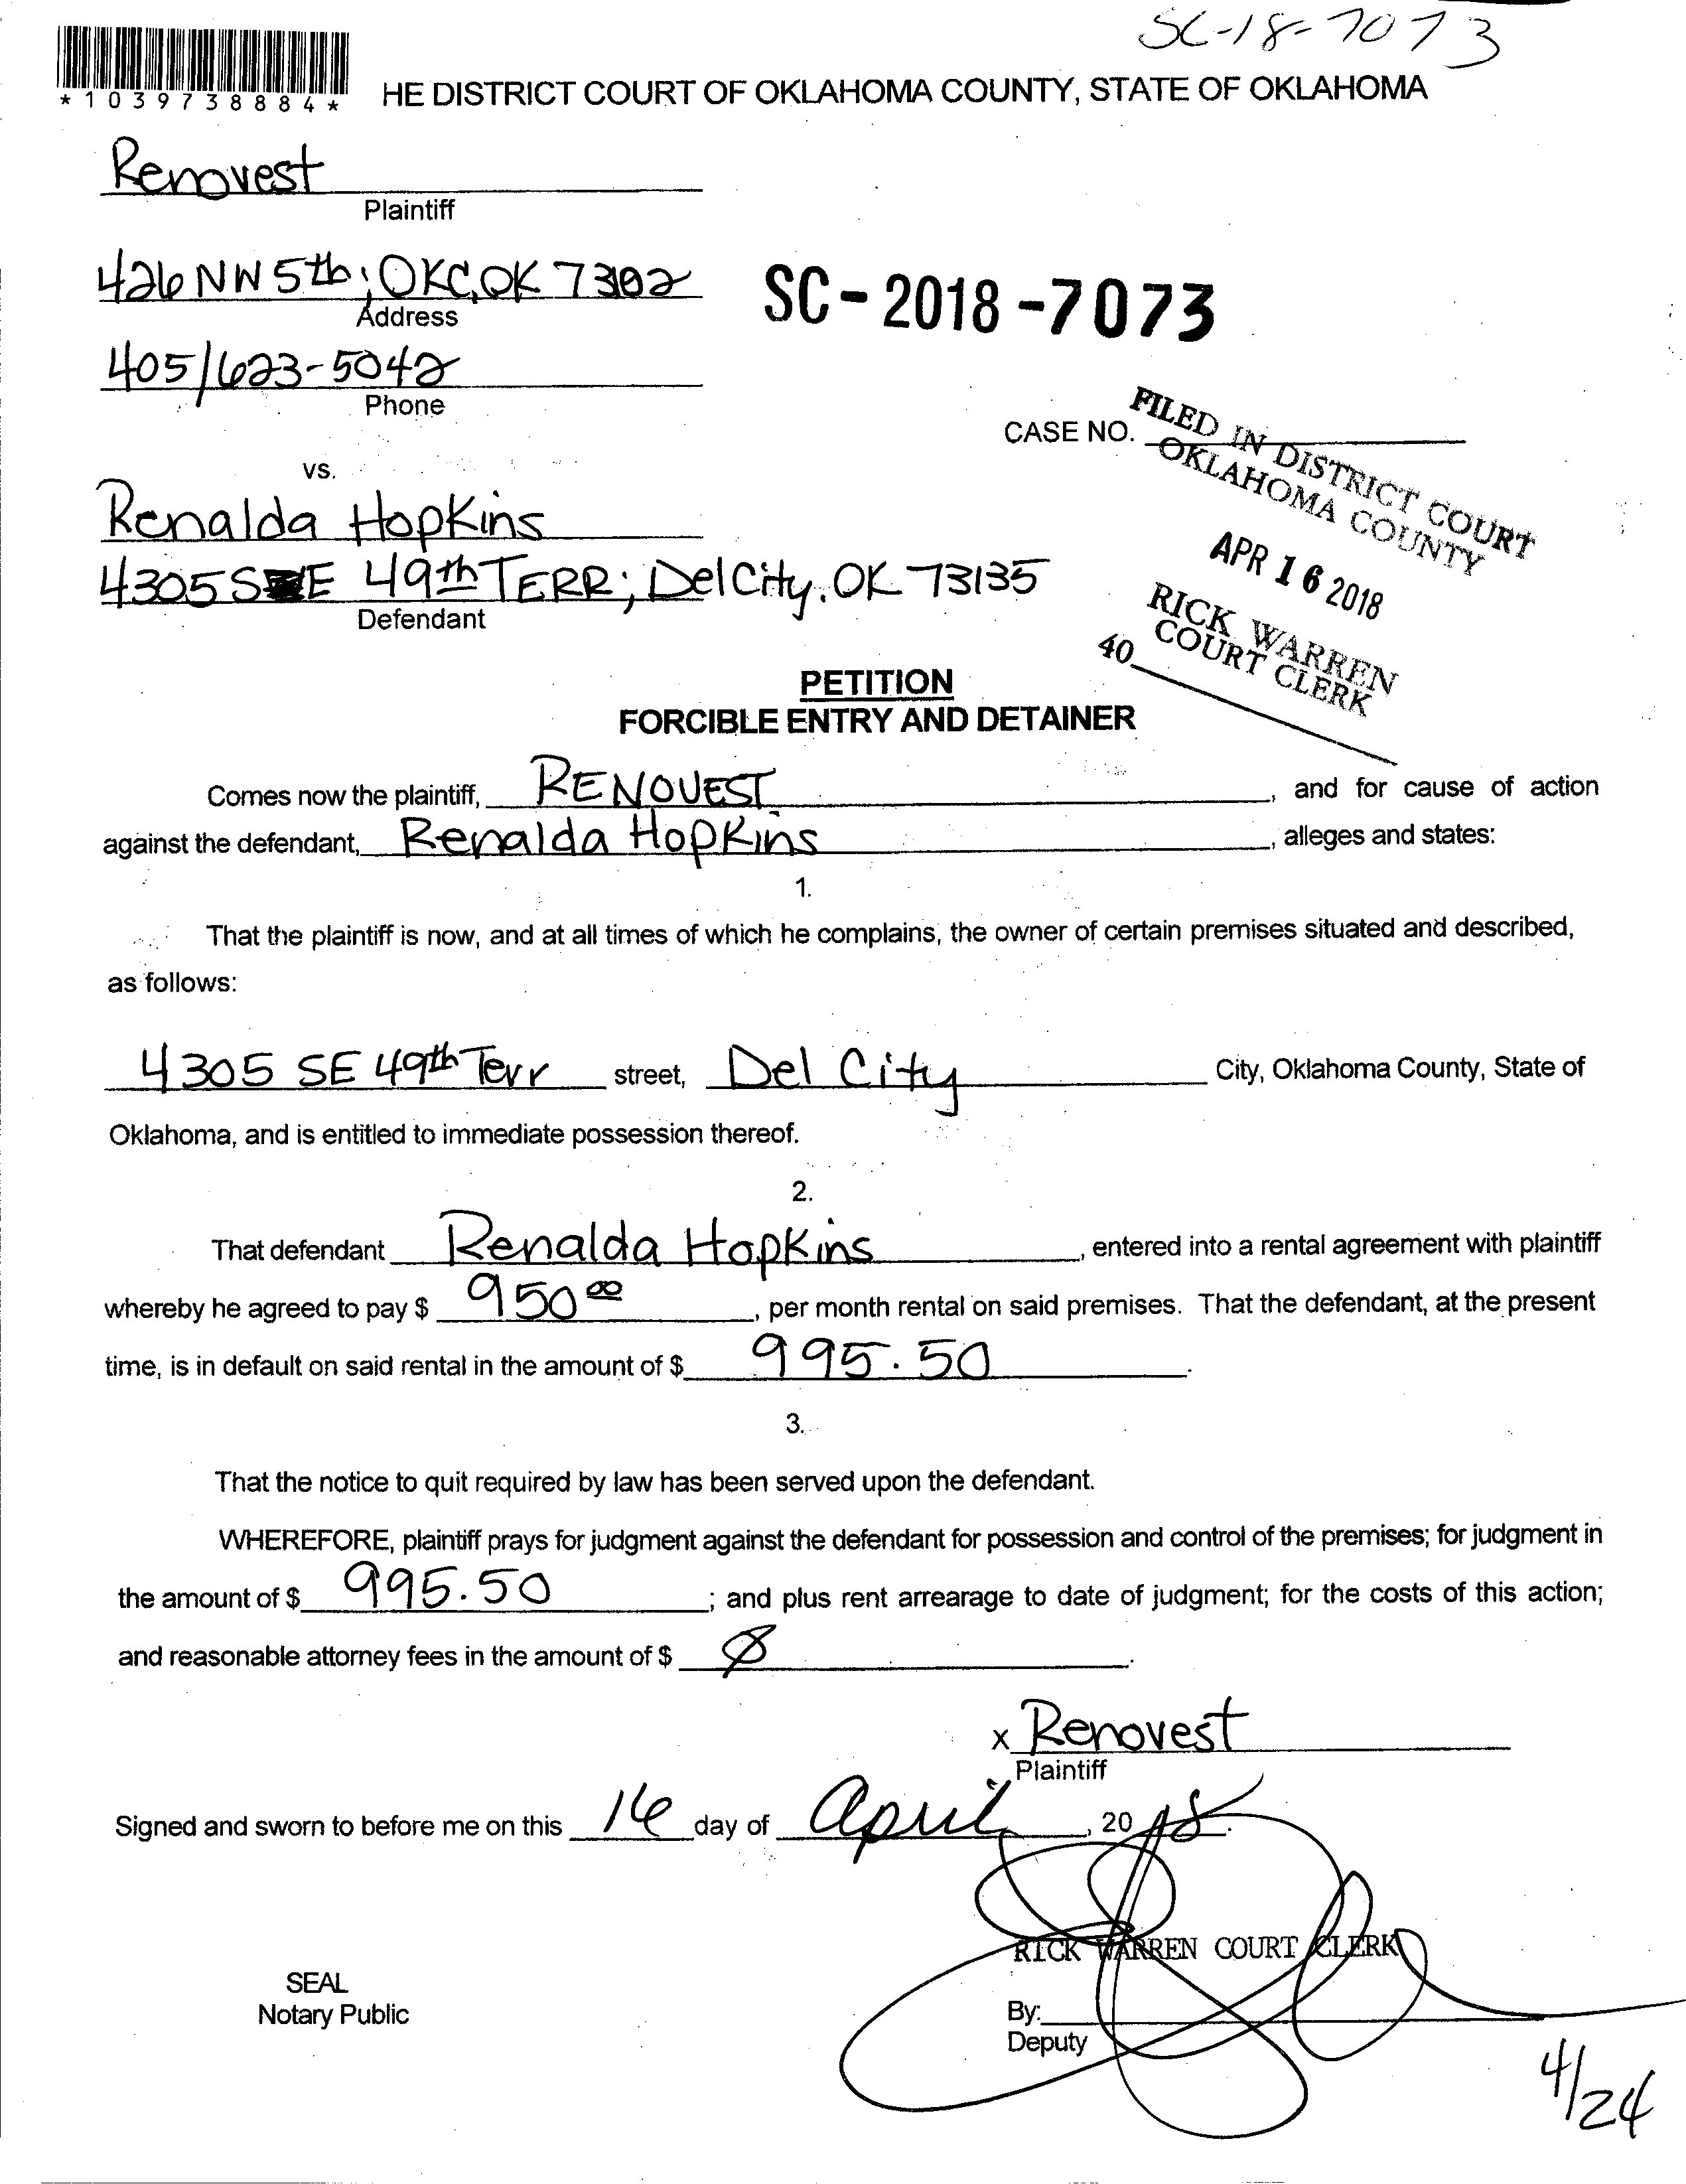 SC-18-7073
*1039738884*
HE DISTRICT COURT OF OKLAHOMA COUNTY, STATE OF OKLAHOMA
Renovest
Plaintiff
426 NW 5th; OKC, OK 73102
Address
SC-2018-7073
405/623-5042
Phone
CASE NO.
FILED IN DISTRICT COURT
OKLAHOMA COUNTY
APR 16 2018
RICK WARREN
COURT CLERK
40
vs.
Renalda Hopkins
4305 SE 49th TERR; Del City, OK 73135
Defendant
PETITION
FORCIBLE ENTRY AND DETAINER
Comes now the plaintiff, RENOVEST, and for cause of action
against the defendant, Renalda Hopkins, alleges and states:
1.
That the plaintiff is now, and at all times of which he complains, the owner of certain premises situated and described,
as follows:
4305 SE 49th Terr street, Del City City, Oklahoma County, State of
Oklahoma, and is entitled to immediate possession thereof.
2.
That defendant Renalda Hopkins, entered into a rental agreement with plaintiff
whereby he agreed to pay $ 950 00, per month rental on said premises. That the defendant, at the present
time, is in default on said rental in the amount of $ 995.50.
3.
That the notice to quit required by law has been served upon the defendant.
WHEREFORE, plaintiff prays for judgment against the defendant for possession and control of the premises; for judgment in
the amount of $ 995.50; and plus rent arrearage to date of judgment; for the costs of this action;
and reasonable attorney fees in the amount of $ Ø.
x Renovest
Plaintiff
Signed and sworn to before me on this 16 day of April, 20 18.
RICK WARREN COURT CLERK
SEAL
Notary Public
By:
Deputy
4/24